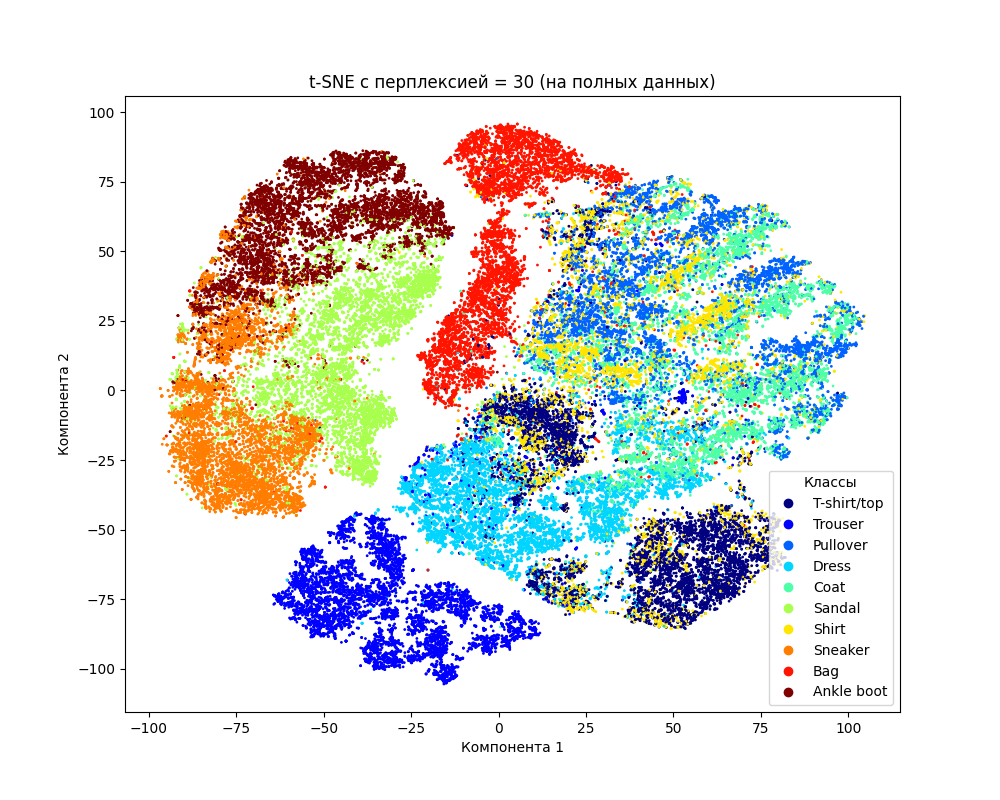 t-SNE с перплексией = 30 (на полных данных)
100
75
50
25
0
−25
−50
−75
−100
Компонента 2
Классы
T-shirt/top
Trouser
Pullover
Dress
Coat
Sandal
Shirt
Sneaker
Bag
Ankle boot
−100
−75
−50
−25
0
25
50
75
100
Компонента 1